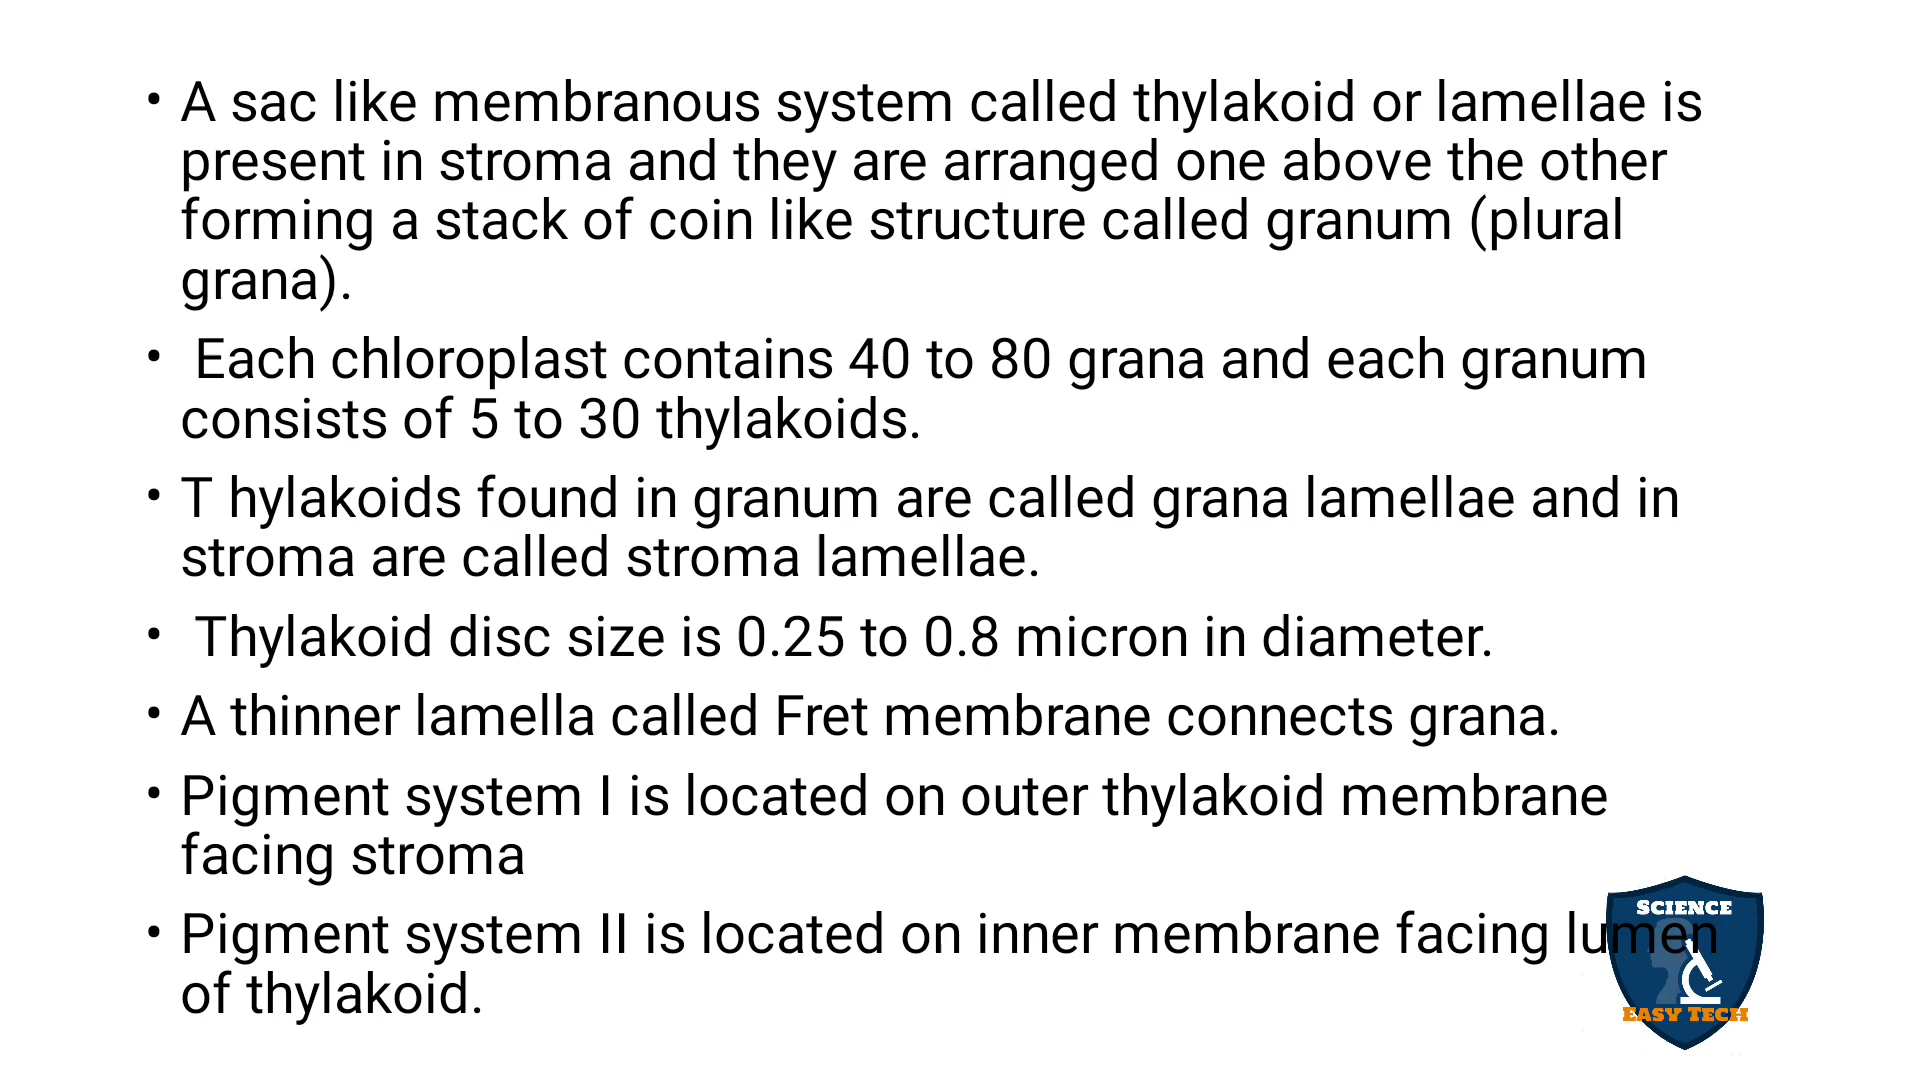 • A sac like membranous system called thylakoid or lamellae is
present in stroma and they are arranged one above the other
forming a stack of coin like structure called granum (plural
grana).
• Each chloroplast contains 40 to 80 grana and each granum
consists of 5 to 30 thylakoids.
• T hylakoids found in granum are called grana lamellae and in
stroma are called stroma lamellae.
• Thylakoid disc size is 0.25 to 0.8 micron in diameter.
• A thinner lamella called Fret membrane connects grana.
• Pigment system I is located on outer thylakoid membrane
facing stroma
• Pigment system II is located on inner membrane facing lumen
of thylakoid.
SCIENCE
EASY TECH